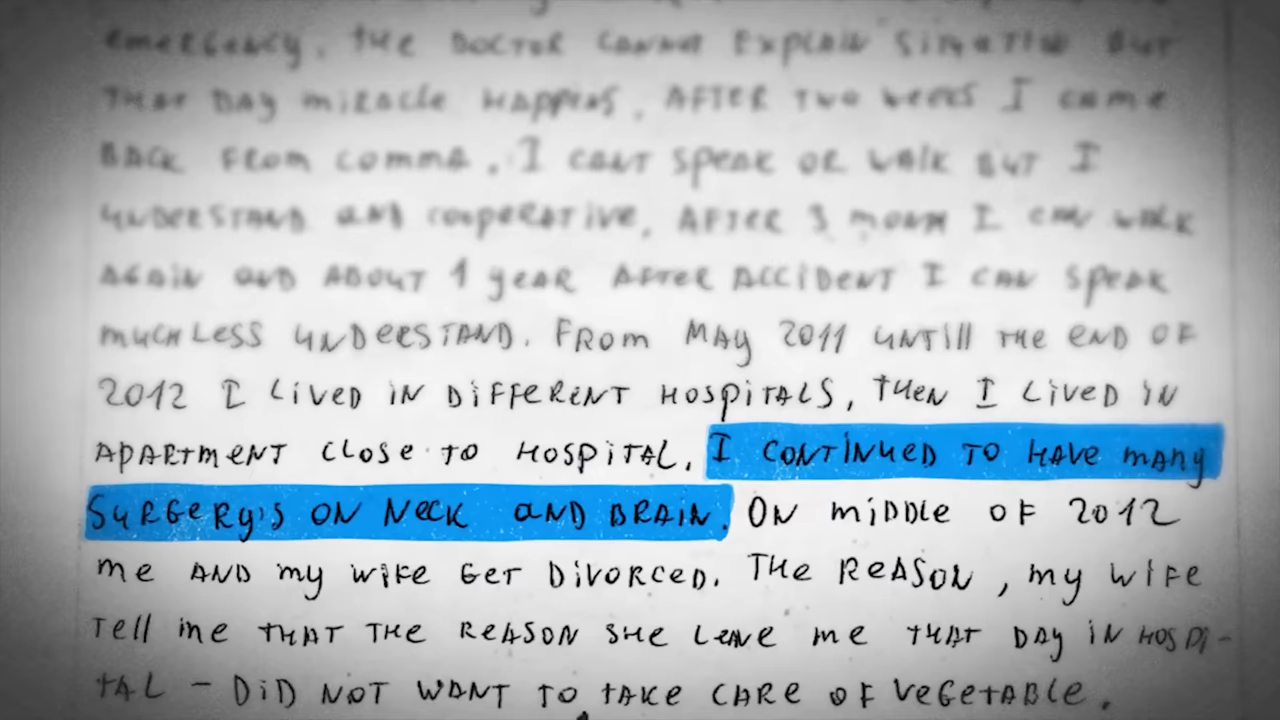 emergency. THE DOCTOR CANNOT EXPLAIN BUT
THAT DAY miRACLE HAPPENS. AFTER TWO weeks I came
BACK FROM comma. I CANT SPEAK OR WALK BUT I
UNDERSTAND AND COOPERATIVE. AFTER 3 I CAN WALK
AGAIN AND ABOUT 1 yEAR AFTER ACCIDENT I CAN SPEAK
muCH LESS UNDERSTAND. FROM MAy 2011 UNTIll THE END OF
2012 I LIVED IN DIFFERENT HOSPITALS, THEN I LIVED IN
APARTMENT CLOSE TO HOSPITAL. I CONTINUED TO HAVE MANy
SURGERy'S ON NECK AND BRAIN. ON MIDDLE OF 2012
me AND my WIFE GET DIVORCED. THE REASON, my WIFE
TEll me THAT THE REASON SHE LEAVE me THAT DAy IN HOSPI-
TAL - DID NOT WANT TO TAKE CARE OF VEGETABLE.